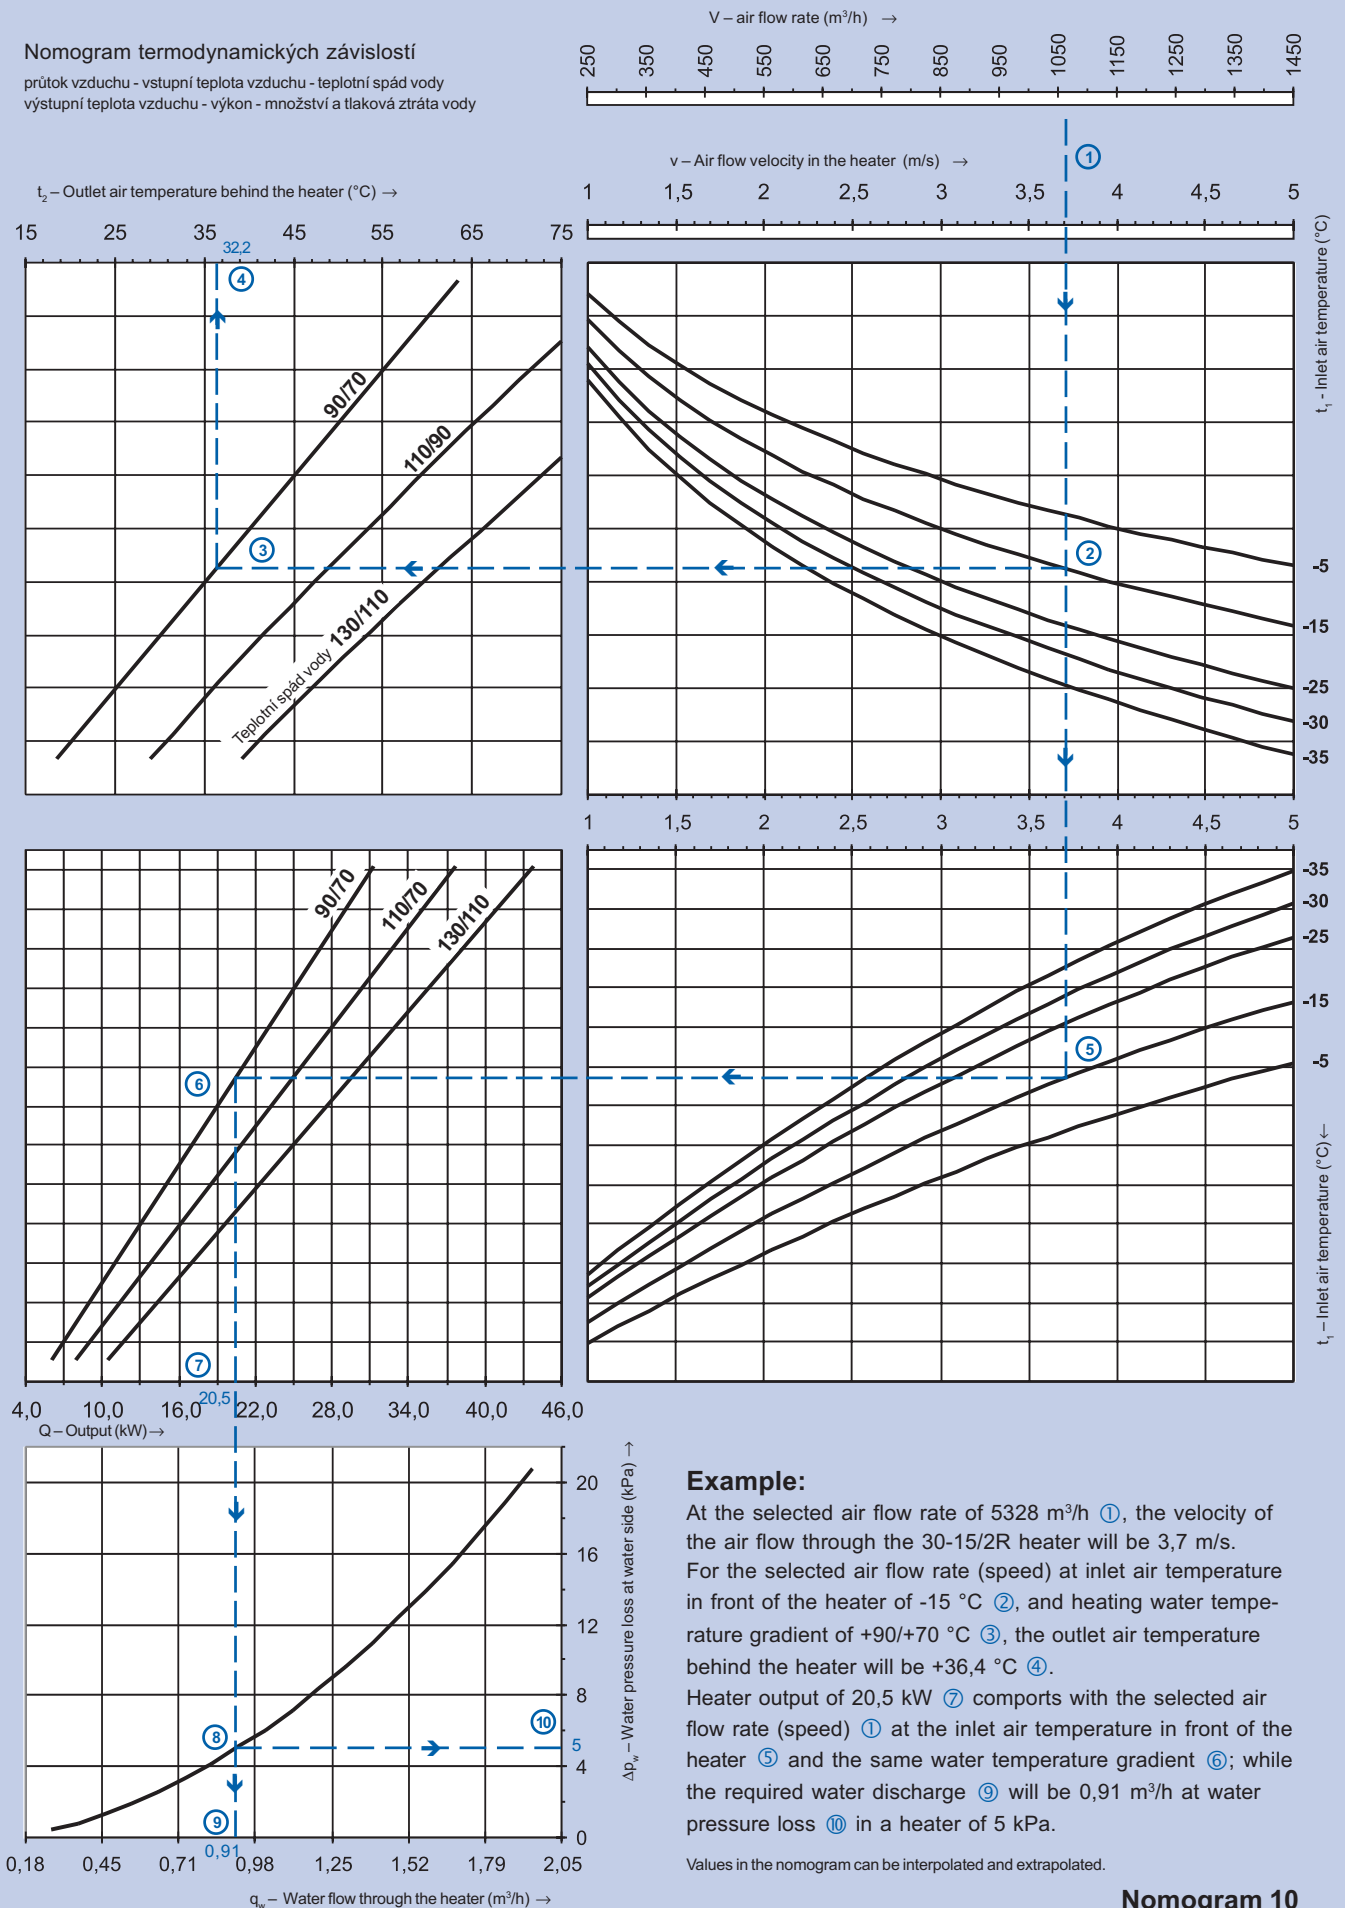 V – air flow rate (m³/h) →
Nomogram termodynamických závislostí
průtok vzduchu - vstupní teplota vzduchu - teplotní spád vody
výstupní teplota vzduchu - výkon - množství a tlaková ztráta vody
250 350 450 550 650 750 850 950 1050 1150 1250 1350 1450
v – Air flow velocity in the heater (m/s) →
①
t₂ – Outlet air temperature behind the heater (°C) →
1 1,5 2 2,5 3 3,5 4 4,5 5
15 25 35 45 55 65 75
32,2
④
t₁ - Inlet air temperature (°C)
90/70
110/90
③
②
130/110
Teplotní spád vody
-5
-15
-25
-30
-35
1 1,5 2 2,5 3 3,5 4 4,5 5
90/70
110/70
130/110
-35
-30
-25
-15
-5
⑤
⑥
t₁ – Inlet air temperature (°C) ←
⑦
20,5
4,0 10,0 16,0 22,0 28,0 34,0 40,0 46,0
Q – Output (kW) →
20
16
12
8
5
4
0
Δpw – Water pressure loss at water side (kPa) →
⑧
⑩
⑨
0,91
0,18 0,45 0,71 0,98 1,25 1,52 1,79 2,05
qw – Water flow through the heater (m³/h) →
Example:
At the selected air flow rate of 5328 m³/h ①, the velocity of
the air flow through the 30-15/2R heater will be 3,7 m/s.
For the selected air flow rate (speed) at inlet air temperature
in front of the heater of -15 °C ②, and heating water tempe-
rature gradient of +90/+70 °C ③, the outlet air temperature
behind the heater will be +36,4 °C ④.
Heater output of 20,5 kW ⑦ comports with the selected air
flow rate (speed) ① at the inlet air temperature in front of the
heater ⑤ and the same water temperature gradient ⑥; while
the required water discharge ⑨ will be 0,91 m³/h at water
pressure loss ⑩ in a heater of 5 kPa.
Values in the nomogram can be interpolated and extrapolated.
Nomogram 10